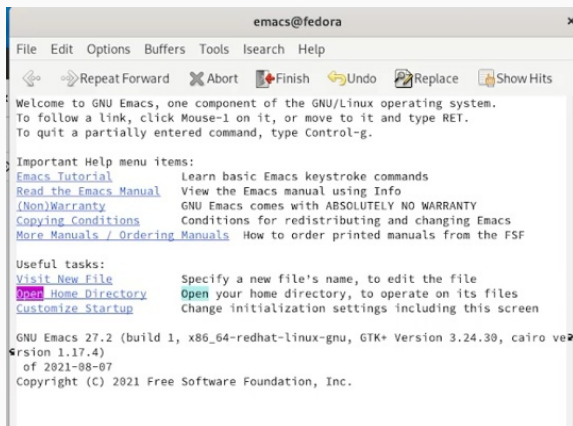 emacs@fedora
File Edit Options Buffers Tools Isearch Help
Repeat Forward Abort Finish Undo Replace Show Hits
Welcome to GNU Emacs, one component of the GNU/Linux operating system.
To follow a link, click Mouse-1 on it, or move to it and type RET.
To quit a partially entered command, type Control-g.
Important Help menu items:
Emacs Tutorial Learn basic Emacs keystroke commands
Read the Emacs Manual View the Emacs manual using Info
(Non)Warranty GNU Emacs comes with ABSOLUTELY NO WARRANTY
Copying Conditions Conditions for redistributing and changing Emacs
More Manuals / Ordering Manuals How to order printed manuals from the FSF
Useful tasks:
Visit New File Specify a new file's name, to edit the file
Open Home Directory Open your home directory, to operate on its files
Customize Startup Change initialization settings including this screen
GNU Emacs 27.2 (build 1, x86_64-redhat-linux-gnu, GTK+ Version 3.24.30, cairo ve
rsion 1.17.4)
of 2021-08-07
Copyright (C) 2021 Free Software Foundation, Inc.